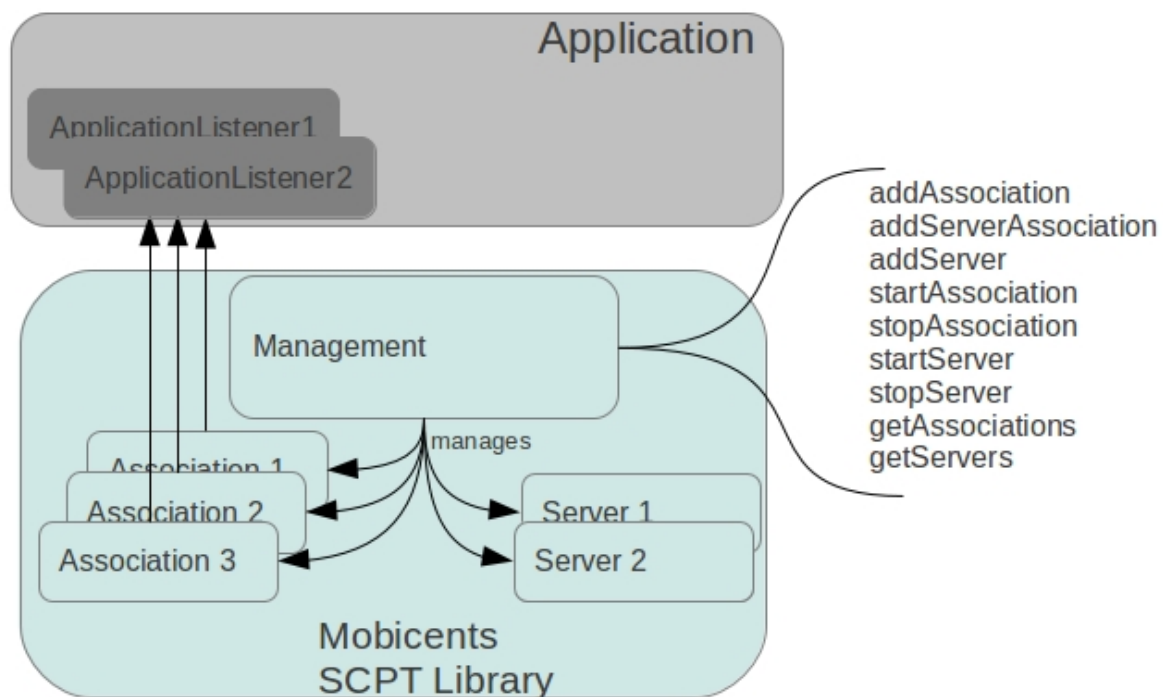 Application
ApplicationListener1
ApplicationListener2
addAssociation
addServerAssociation
addServer
startAssociation
stopAssociation
startServer
stopServer
getAssociations
getServers
Management
manages
Association 1
Association 2
Association 3
Server 1
Server 2
Mobicents
SCPT Library